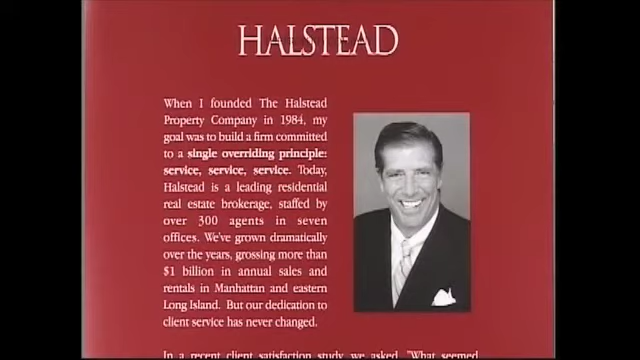 HALSTEAD
When I founded The Halstead
Property Company in 1984, my
goal was to build a firm committed
to a single overriding principle:
service, service, service. Today,
Halstead is a leading residential
real estate brokerage, staffed by
over 300 agents in seven
offices. We've grown dramatically
over the years, grossing more than
$1 billion in annual sales and
rentals in Manhattan and eastern
Long Island. But our dedication to
client service has never changed.
In a recent client satisfaction study, we asked, "What seemed